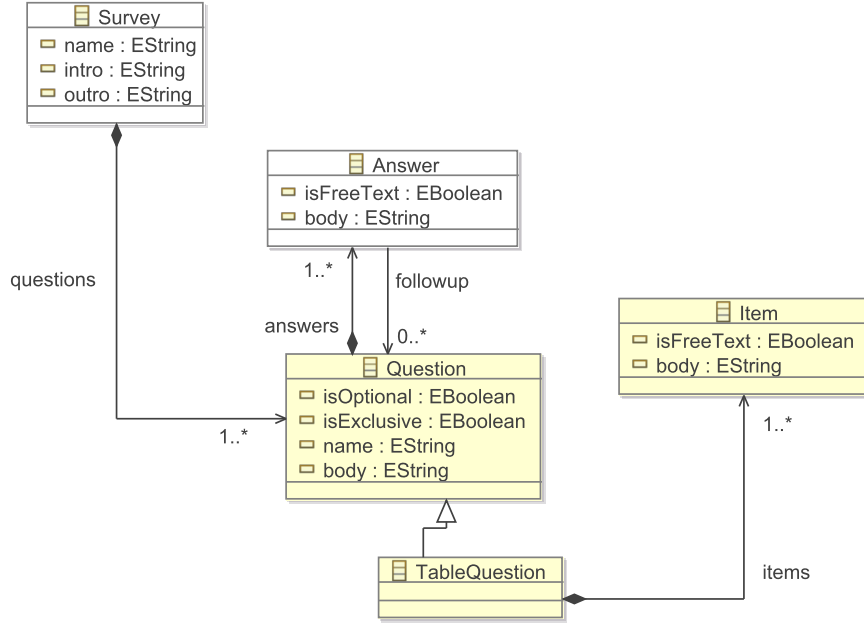 Survey
name : EString
intro : EString
outro : EString
Answer
isFreeText : EBoolean
body : EString
questions
1..*
followup
answers
0..*
Item
isFreeText : EBoolean
body : EString
Question
isOptional : EBoolean
isExclusive : EBoolean
name : EString
body : EString
1..*
1..*
TableQuestion
items